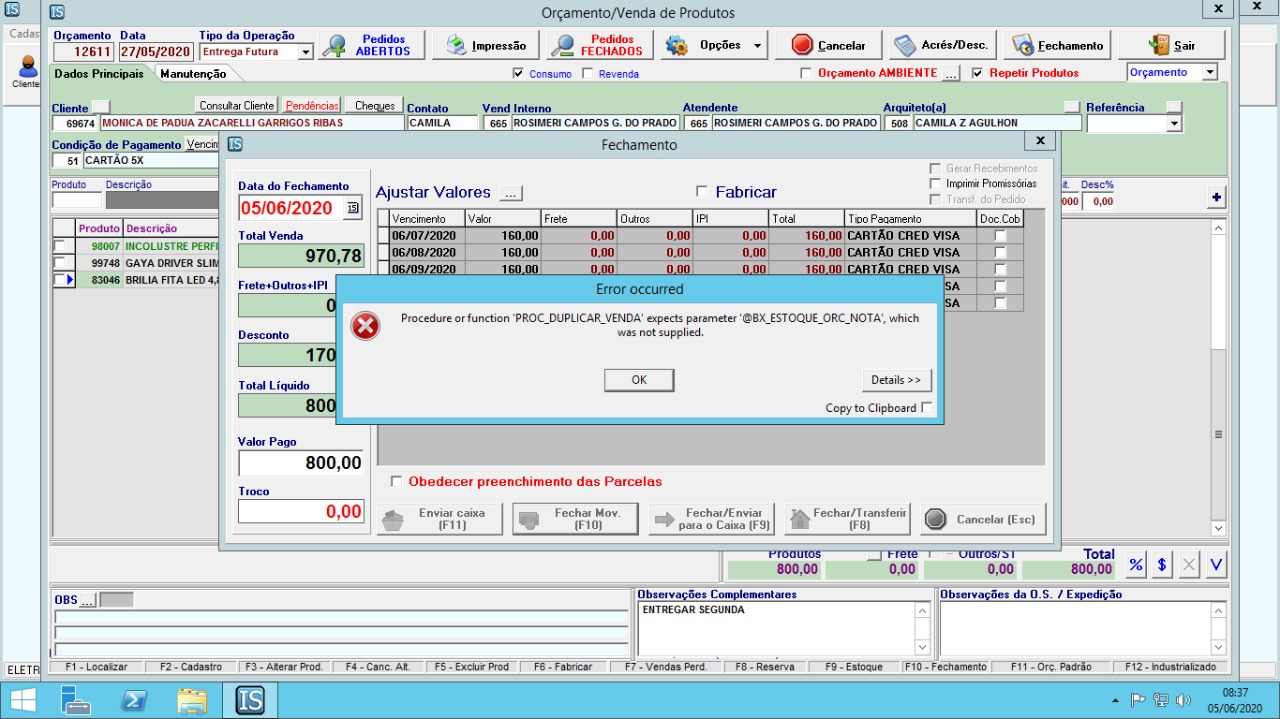 IS
Orçamento/Venda de Produtos
x
x
Cadas
Cliente
Orçamento Data Tipo da Operação
12611 27/05/2020 Entrega Futura
Pedidos ABERTOS
Impressão
Pedidos FECHADOS
Opções
Cancelar
Acrés/Desc.
Fechamento
Sair
Dados Principais Manutenção
Consumo Revenda
Orçamento AMBIENTE ... Repetir Produtos
Orçamento
Cliente Consultar Cliente Pendências Cheques Contato Vend Interno Atendente Arquiteto(a) Referência
69674 MONICA DE PADUA ZACARELLI GARRIGOS RIBAS CAMILA 665 ROSIMERI CAMPOS G. DO PRADO 665 ROSIMERI CAMPOS G. DO PRADO 508 CAMILA Z AGULHON
Condição de Pagamento Vencim
51 CARTÃO 5X
Produto Descrição
it. Desc%
000 0,00
+
Produto Descrição
98007 INCOLUSTRE PERFI
99748 GAYA DRIVER SLIM
83046 BRILIA FITA LED 4,8
IS
Fechamento
x
Data do Fechamento
05/06/2020 15
Total Venda
970,78
Frete+Outros+IPI
0
Desconto
170
Total Líquido
800
Valor Pago
800,00
Troco
0,00
Ajustar Valores ...
Fabricar
Gerar Recebimentos
Imprimir Promissórias
Transf. do Pedido
Vencimento Valor Frete Outros IPI Total Tipo Pagamento Doc.Cob
06/07/2020 160,00 0,00 0,00 0,00 160,00 CARTÃO CRED VISA
06/08/2020 160,00 0,00 0,00 0,00 160,00 CARTÃO CRED VISA
06/09/2020 160,00 0,00 0,00 0,00 160,00 CARTÃO CRED VISA
SA
SA
Error occurred
Procedure or function 'PROC_DUPLICAR_VENDA' expects parameter '@BX_ESTOQUE_ORC_NOTA', which
was not supplied.
OK
Details >>
Copy to Clipboard
Obedecer preenchimento das Parcelas
Enviar caixa
(F11)
Fechar Mov.
(F10)
Fechar/Enviar
para o Caixa (F9)
Fechar/Transferir
(F8)
Cancelar (Esc)
Produtos Frete Outros/ST Total
800,00 0,00 0,00 800,00
% $ X V
OBS ...
Observações Complementares
ENTREGAR SEGUNDA
Observações da O.S. / Expedição
ELETR
F1 - Localizar F2 - Cadastro F3 - Alterar Prod. F4 - Canc. Alt. F5 - Excluir Prod F6 - Fabricar F7 - Vendas Perd. F8 - Reserva F9 - Estoque F10 - Fechamento F11 - Orç. Padrão F12 - Industrializado
IS
08:37
05/06/2020